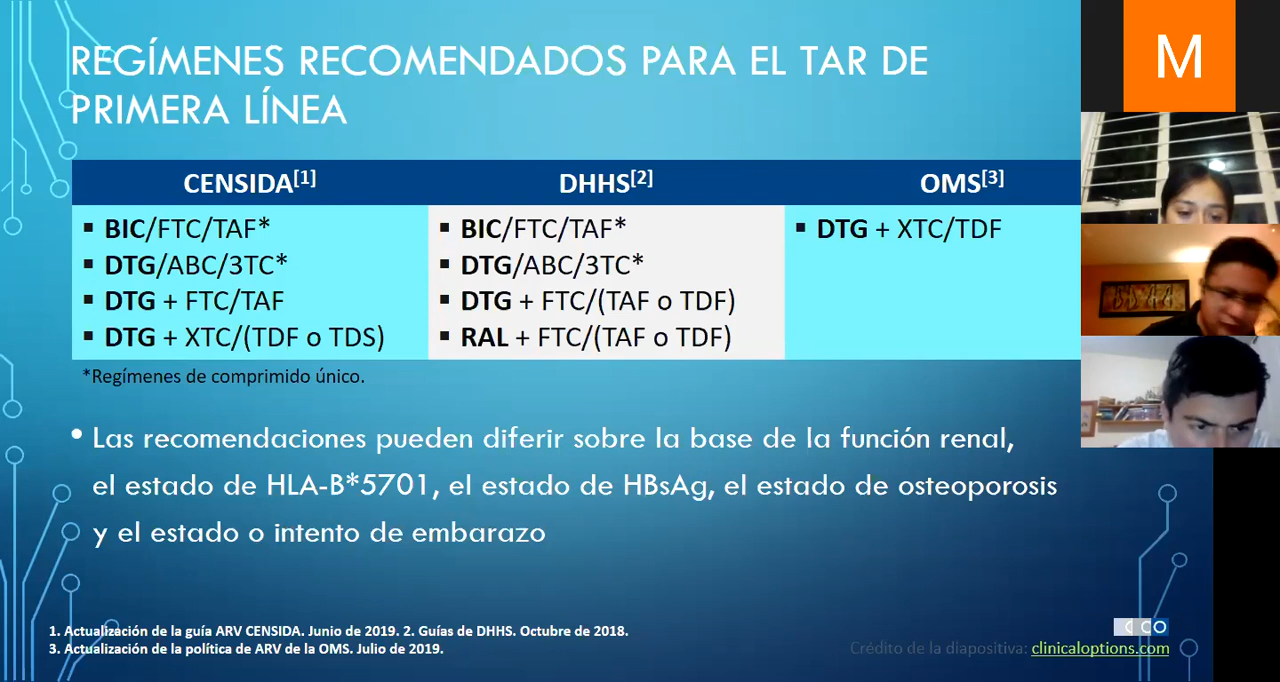 REGÍMENES RECOMENDADOS PARA EL TAR DE
PRIMERA LÍNEA
M
CENSIDA[1]
DHHS[2]
OMS[3]
▪ BIC/FTC/TAF*
▪ DTG/ABC/3TC*
▪ DTG + FTC/TAF
▪ DTG + XTC/(TDF o TDS)
▪ BIC/FTC/TAF*
▪ DTG/ABC/3TC*
▪ DTG + FTC/(TAF o TDF)
▪ RAL + FTC/(TAF o TDF)
▪ DTG + XTC/TDF
*Regímenes de comprimido único.
• Las recomendaciones pueden diferir sobre la base de la función renal,
el estado de HLA-B*5701, el estado de HBsAg, el estado de osteoporosis
y el estado o intento de embarazo
1. Actualización de la guía ARV CENSIDA. Junio de 2019. 2. Guías de DHHS. Octubre de 2018.
3. Actualización de la política de ARV de la OMS. Julio de 2019.
CCO
Crédito de la diapositiva: clinicaloptions.com